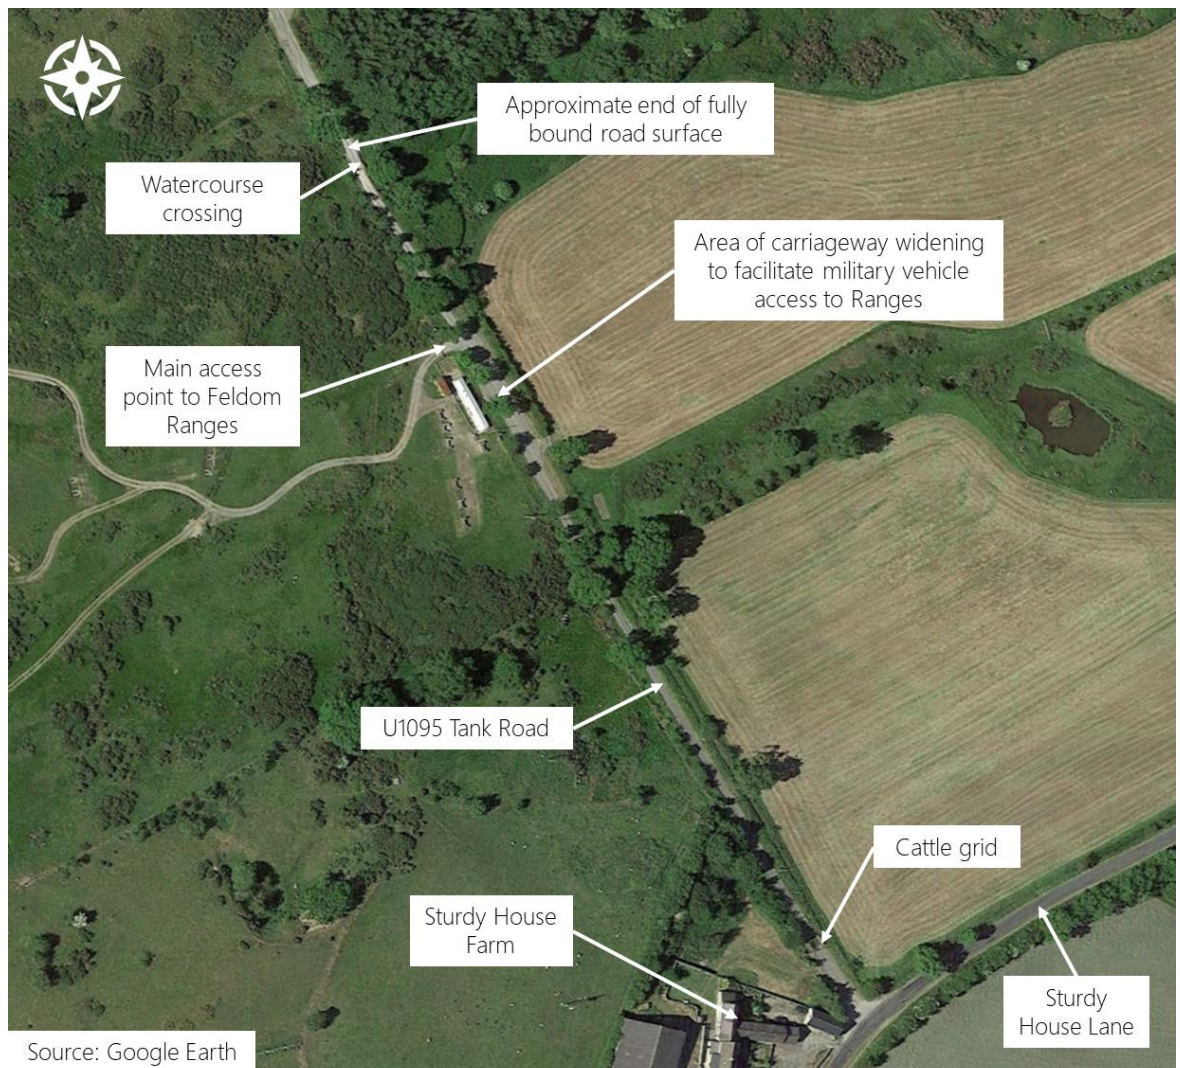 Approximate end of fully
bound road surface
Watercourse
crossing
Area of carriageway widening
to facilitate military vehicle
access to Ranges
Main access
point to Feldom
Ranges
U1095 Tank Road
Cattle grid
Sturdy House
Farm
Sturdy
House Lane
Source: Google Earth